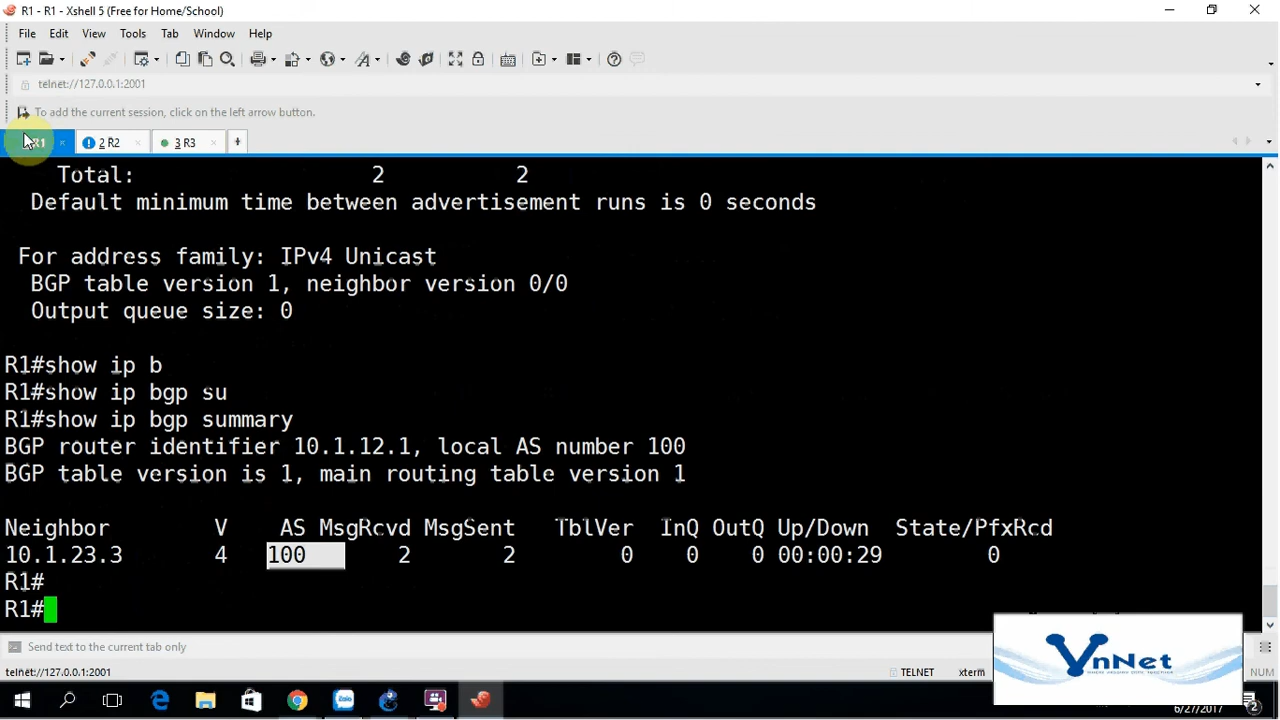 R1 - R1 - Xshell 5 (Free for Home/School)
File Edit View Tools Tab Window Help
telnet://127.0.0.1:2001
To add the current session, click on the left arrow button.
R1 2 R2 3 R3
Total: 2 2
Default minimum time between advertisement runs is 0 seconds
For address family: IPv4 Unicast
BGP table version 1, neighbor version 0/0
Output queue size: 0
R1#show ip b
R1#show ip bgp su
R1#show ip bgp summary
BGP router identifier 10.1.12.1, local AS number 100
BGP table version is 1, main routing table version 1
Neighbor V AS MsgRcvd MsgSent TblVer InQ OutQ Up/Down State/PfxRcd
10.1.23.3 4 100 2 2 0 0 0 00:00:29 0
R1#
R1#
Send text to the current tab only
telnet://127.0.0.1:2001 TELNET xterm NUM
VnNet
Zalo
6/27/2017
2